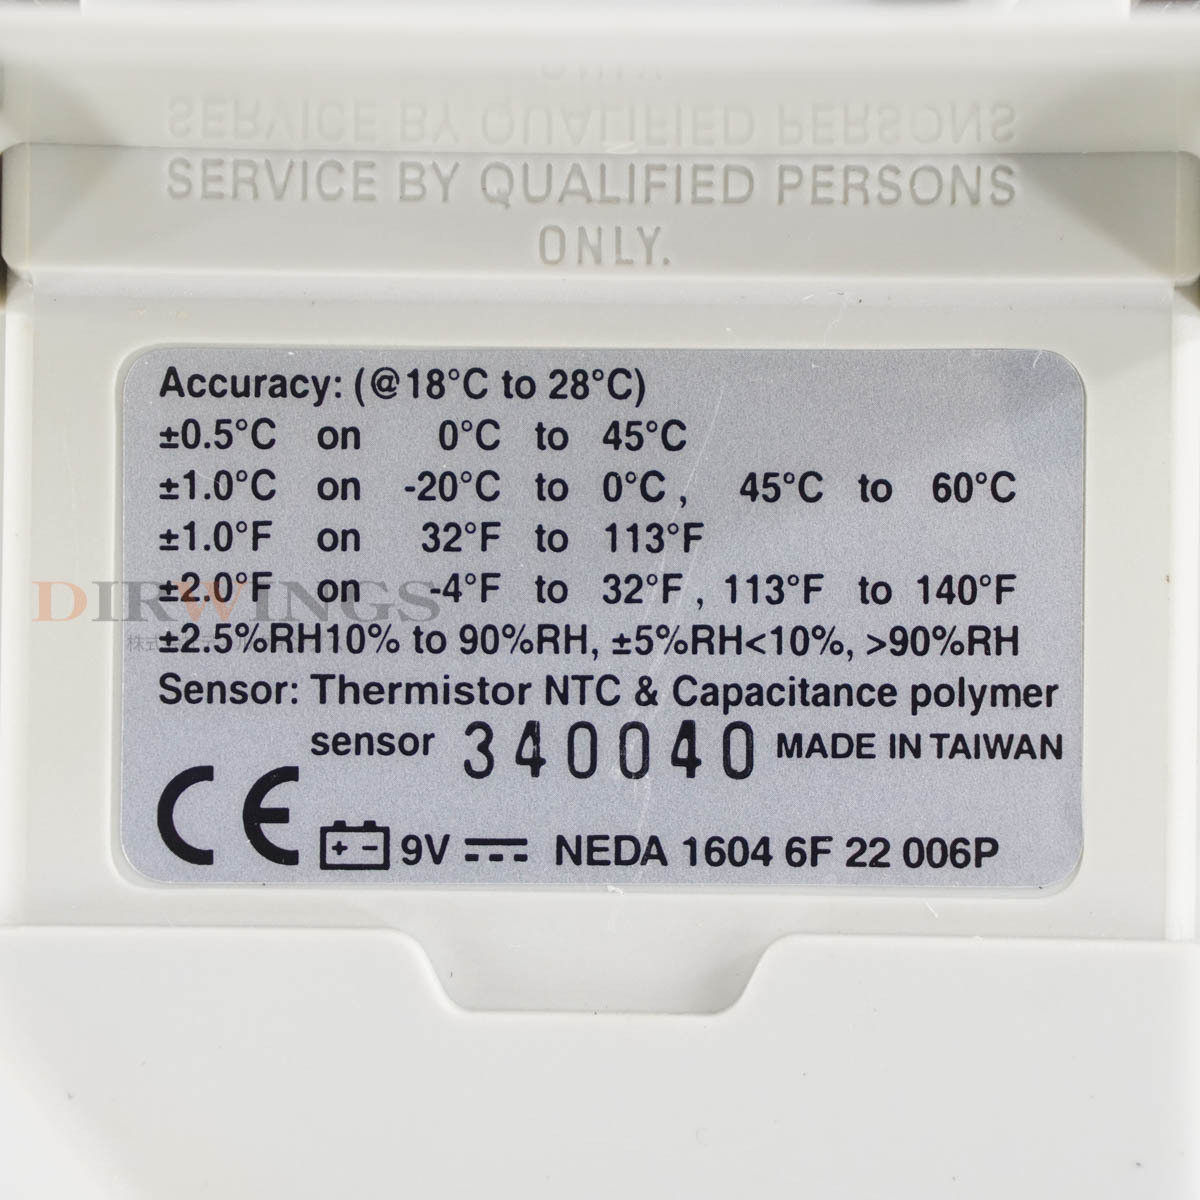 SERVICE BY QUALIFIED PERSONS
ONLY.
Accuracy: (@18°C to 28°C)
±0.5°C on 0°C to 45°C
±1.0°C on -20°C to 0°C, 45°C to 60°C
±1.0°F on 32°F to 113°F
±2.0°F on -4°F to 32°F, 113°F to 140°F
DIRWINGS
±2.5%RH10% to 90%RH, ±5%RH<10%, >90%RH
Sensor: Thermistor NTC & Capacitance polymer
sensor 340040 MADE IN TAIWAN
CE 9V NEDA 1604 6F 22 006P